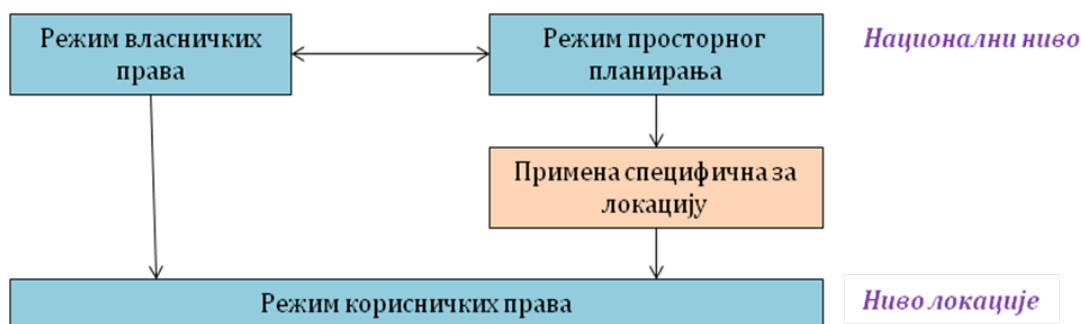 Режим власничких
права
Режим просторног
планирања
Национални ниво
Примена специфична за
локацију
Режим корисничких права
Ниво локације